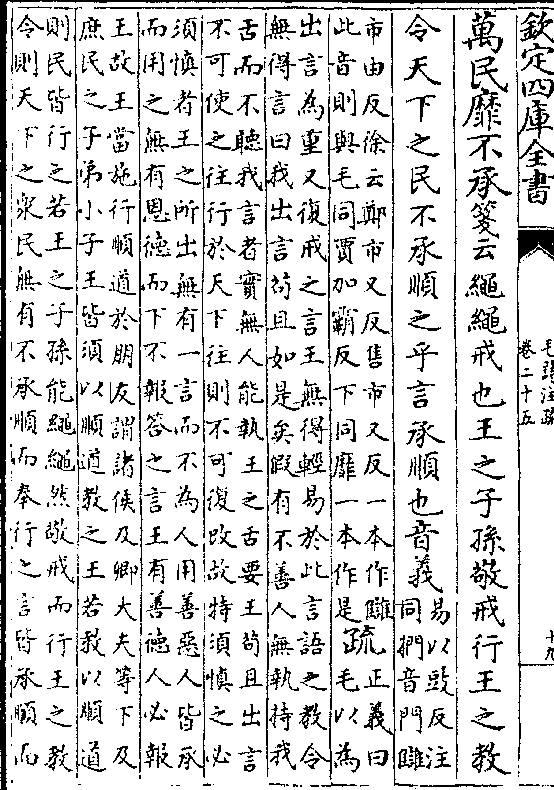 欽定四庫全書
毛詩注疏
卷二十五
十九
萬民靡不承箋云繩繩戒也王之子孫敬戒行王之教
令天下之民不承順之乎言承順也音義
易以豉反注
同捫音門讎
市由反徐云鄭市又反售市又反一本作雠
此音則與毛同賈加霸反下同靡一本作是
疏
正義曰
毛以為
出言為重又復戒之言王無得輕易於此言語之教令
無得言曰我出言苟且如是矣假有不善人無執持我
舌而不聽我言者實無人能執王之舌要王苟且出言
不可使之往行於天下往則不可復改故特須慎之必
須慎者王之所出無有一言而不為人用善惡人皆承
而用之無有恩德而下不報答之言王有善德人必報
王故王當施行順道於朋友謂諸侯及卿大夫等下及
庶民之子弟小子王皆須以順道教之王若教以順道
則民皆行之若王之子孫能繩繩然敬戒而行王之教
令則天下之衆民無有不承順而奉行之言皆承順而